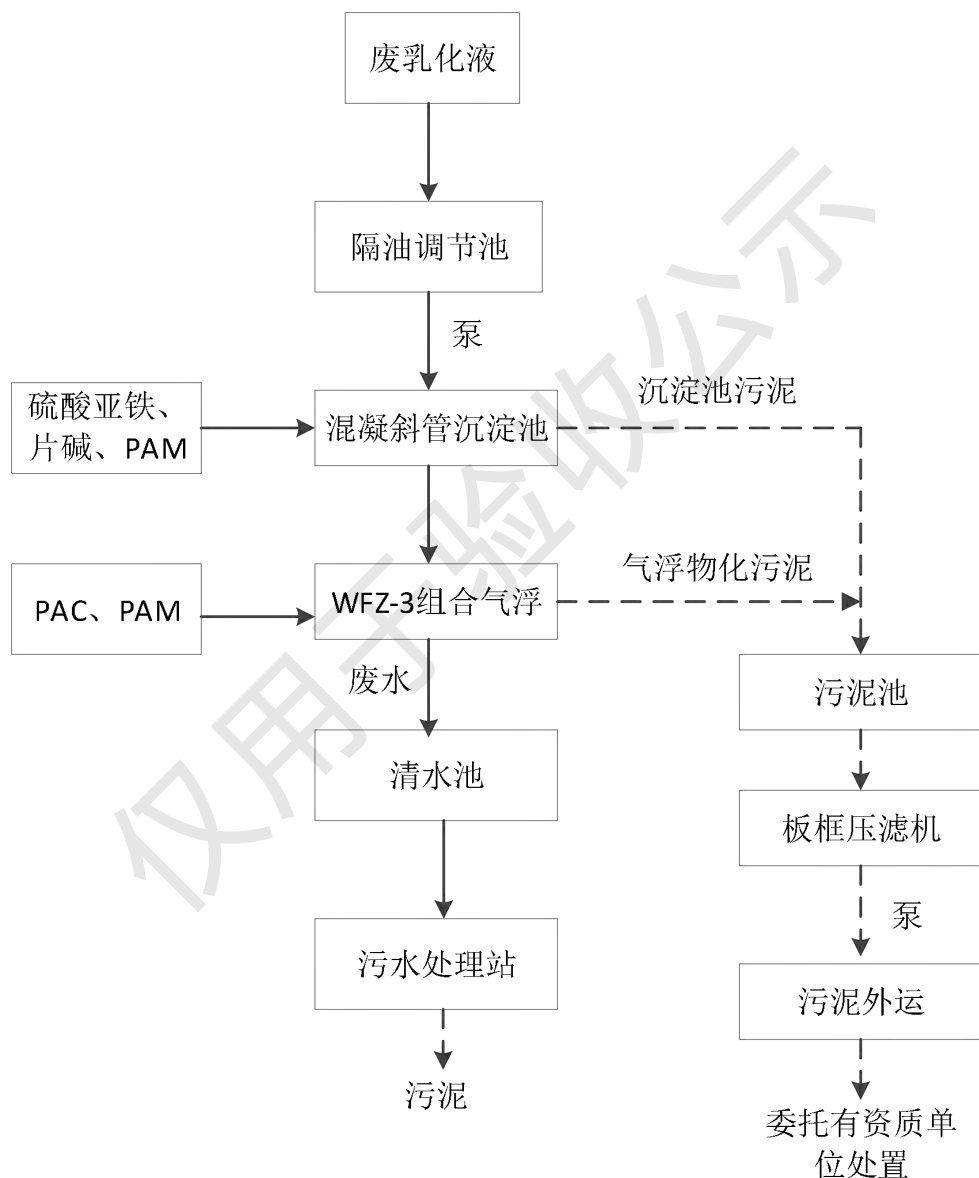 废乳化液
隔油调节池
泵
硫酸亚铁、
片碱、PAM
混凝斜管沉淀池
沉淀池污泥
PAC、PAM
WFZ-3组合气浮
气浮物化污泥
废水
污泥池
清水池
板框压滤机
泵
污水处理站
污泥外运
污泥
委托有资质单
位处置
仅用于验收公示